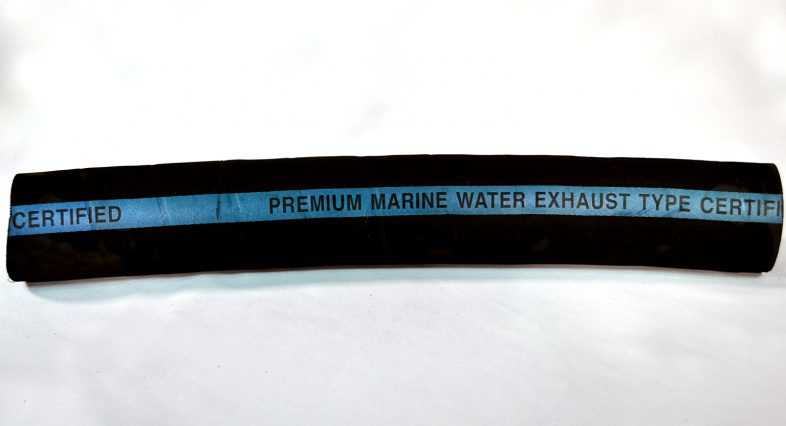 CERTIFIED PREMIUM MARINE WATER EXHAUST TYPE CERTIFI